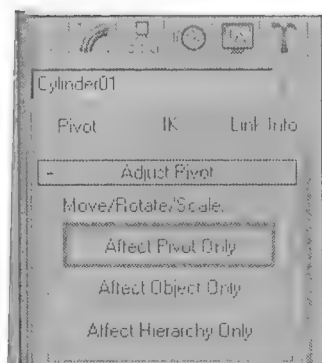 Cylinder01
Pivot IK Link Info
- Adjust Pivot
Move/Rotate/Scale:
Affect Pivot Only
Affect Object Only
Affect Hierarchy Only